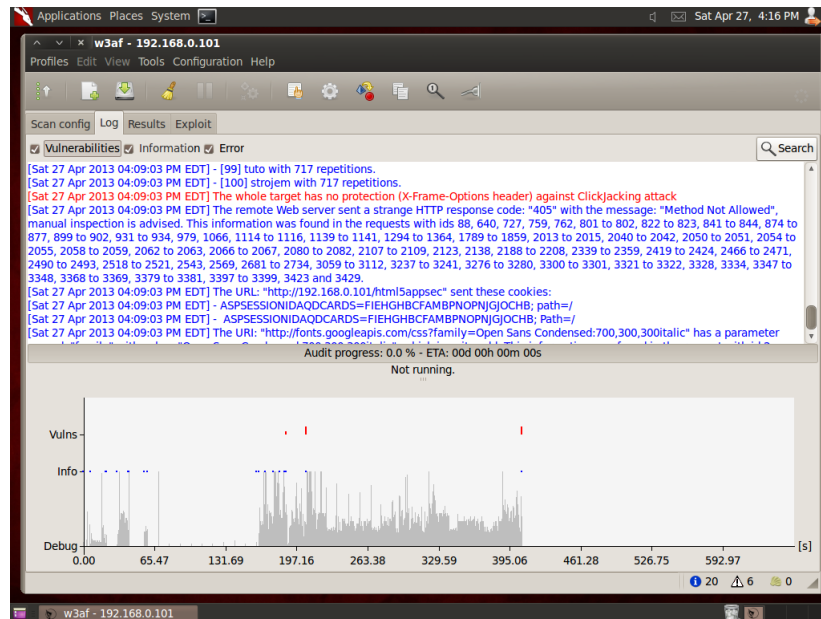 Applications Places System
Sat Apr 27, 4:16 PM
w3af - 192.168.0.101
Profiles Edit View Tools Configuration Help
Scan config Log Results Exploit
Vulnerabilities Information Error
Search
[Sat 27 Apr 2013 04:09:03 PM EDT] - [99] tuto with 717 repetitions.
[Sat 27 Apr 2013 04:09:03 PM EDT] - [100] strojem with 717 repetitions.
[Sat 27 Apr 2013 04:09:03 PM EDT] The whole target has no protection (X-Frame-Options header) against ClickJacking attack
[Sat 27 Apr 2013 04:09:03 PM EDT] The remote Web server sent a strange HTTP response code: "405" with the message: "Method Not Allowed",
manual inspection is advised. This information was found in the requests with ids 88, 640, 727, 759, 762, 801 to 802, 822 to 823, 841 to 844, 874 to
877, 899 to 902, 931 to 934, 979, 1066, 1114 to 1116, 1139 to 1141, 1294 to 1364, 1789 to 1859, 2013 to 2015, 2040 to 2042, 2050 to 2051, 2054 to
2055, 2058 to 2059, 2062 to 2063, 2066 to 2067, 2080 to 2082, 2107 to 2109, 2123, 2138, 2188 to 2208, 2339 to 2359, 2419 to 2424, 2466 to 2471,
2490 to 2493, 2518 to 2521, 2543, 2569, 2681 to 2734, 3059 to 3112, 3237 to 3241, 3276 to 3280, 3300 to 3301, 3321 to 3322, 3328, 3334, 3347 to
3348, 3368 to 3369, 3379 to 3381, 3397 to 3399, 3423 and 3429.
[Sat 27 Apr 2013 04:09:03 PM EDT] The URL: "http://192.168.0.101/html5appsec" sent these cookies:
[Sat 27 Apr 2013 04:09:03 PM EDT] - ASPSESSIONIDAQDCARDS=FIEHGHBCFAMBPNOPNJGJOCHB; path=/
[Sat 27 Apr 2013 04:09:03 PM EDT] - ASPSESSIONIDAQDCARDS=FIEHGHBCFAMBPNOPNJGJOCHB; Path=/
[Sat 27 Apr 2013 04:09:03 PM EDT] The URI: "http://fonts.googleapis.com/css?family=Open Sans Condensed:700,300,300italic" has a parameter
Audit progress: 0.0 % - ETA: 00d 00h 00m 00s
Not running.
Vulns
Info
Debug
0.00 65.47 131.69 197.16 263.38 329.59 395.06 461.28 526.75 592.97 [s]
20 6 0
w3af - 192.168.0.101